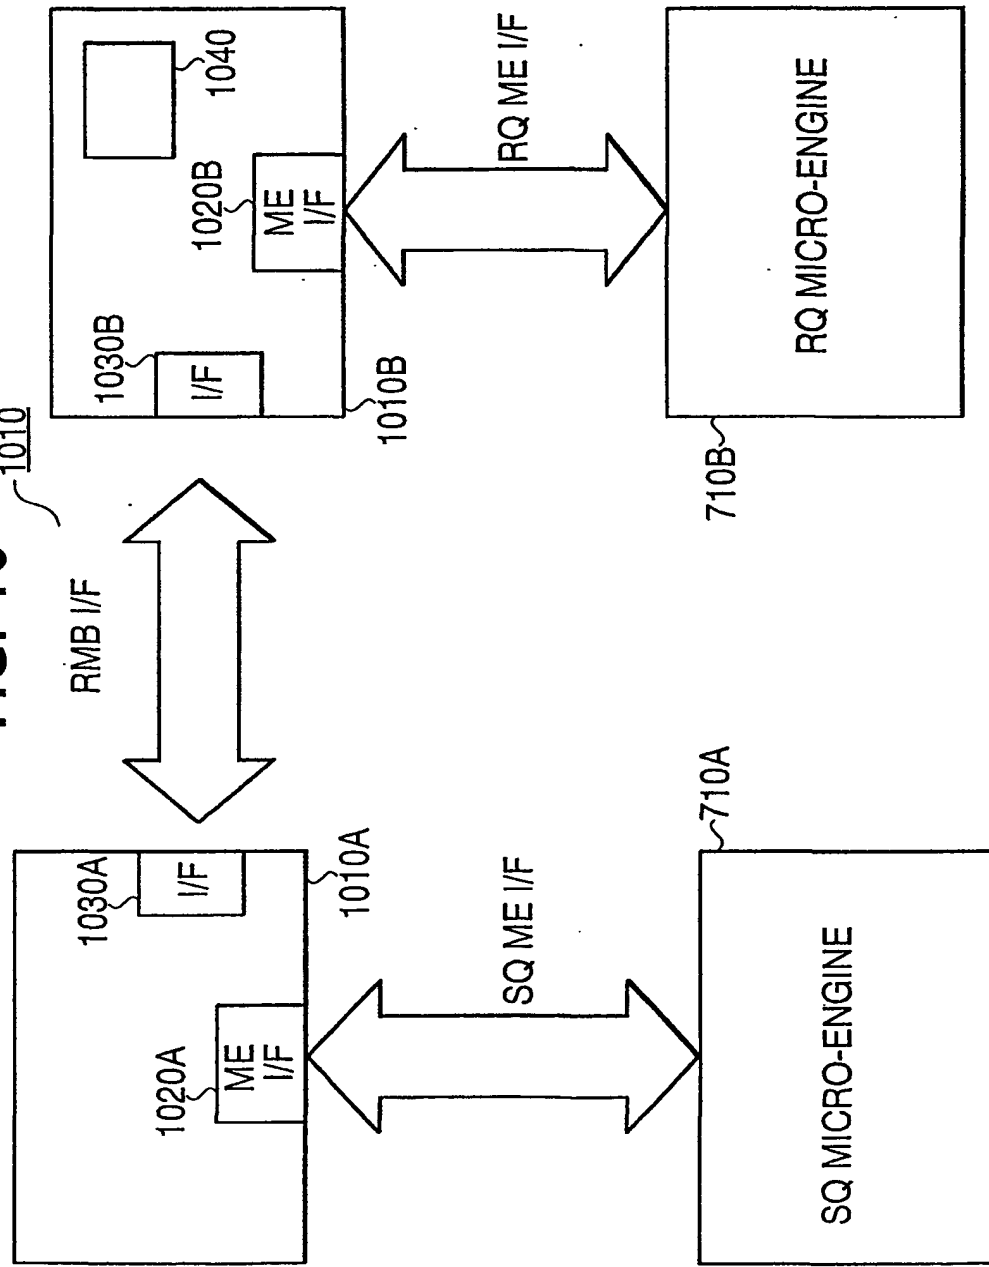 1010
RMB I/F
1030A
I/F
1030B
I/F
1040
1020A
ME
I/F
1020B
ME
I/F
1010A
1010B
SQ ME I/F
RQ ME I/F
710A
710B
SQ MICRO-ENGINE
RQ MICRO-ENGINE